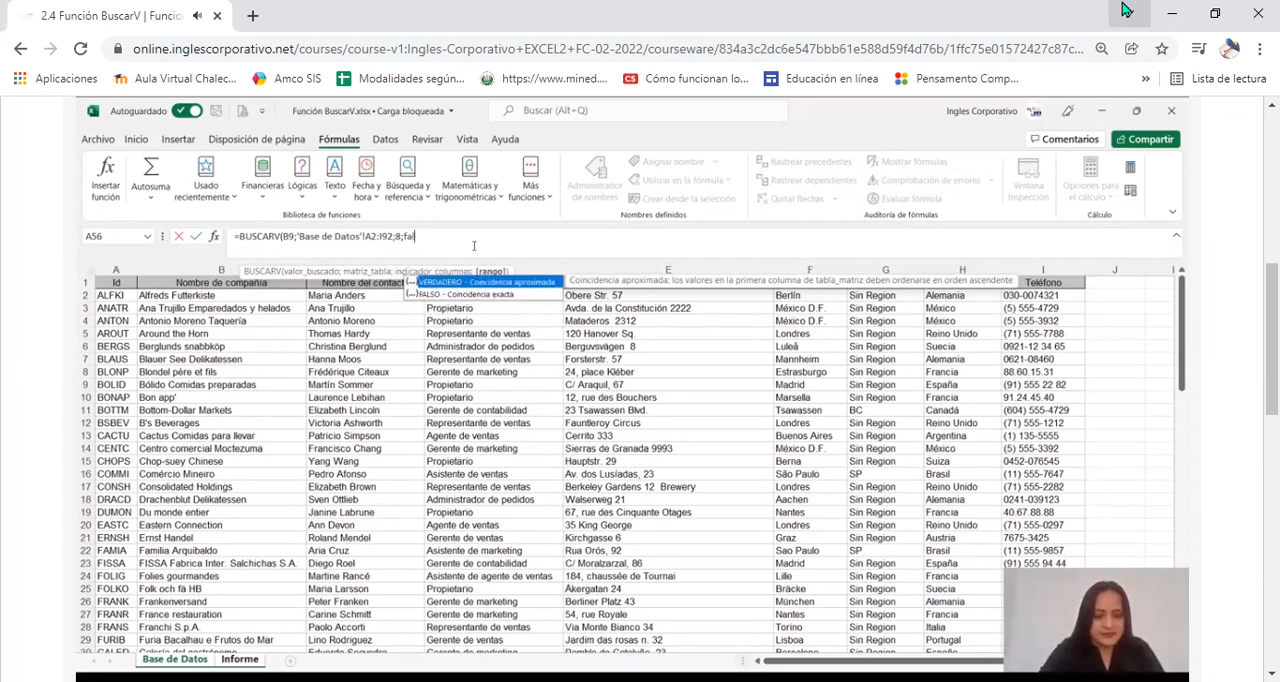 2.4 Función BuscarV | Funcio
online.inglescorporativo.net/courses/course-v1:Ingles-Corporativo+EXCEL2+FC-02-2022/courseware/834a3c2dc6e547bbb61e588d59f4d76b/1ffc75e01572427c87c...
Aplicaciones Aula Virtual Chalec... Amco SIS Modalidades según... https://www.mined.... Cómo funciona lo... Educación en línea Pensamento Comp... » Lista de lectura
Autoguardado Función BuscarV.xlsx • Carga bloqueada Buscar (Alt+Q) Ingles Corporativo
Archivo Inicio Insertar Disposición de página Fórmulas Datos Revisar Vista Ayuda Comentarios Compartir
Insertar función Autosuma Usado recientemente Financieras Lógicas Texto Fecha y hora Búsqueda y referencia Matemáticas y trigonométricas Más funciones
Administrador de nombres Asignar nombre Utilizar en la fórmula Crear desde la selección
Rastrear precedentes Rastrear dependientes Quitar flechas Mostrar fórmulas Comprobación de errores Evaluar fórmula
Ventana Inspección Opciones para el cálculo
Biblioteca de funciones Nombres definidos Auditoría de fórmulas Cálculo
A56 fx =BUSCARV(B9;'Base de Datos'!A2:I92;8;fal
A B E F G H I J K
BUSCARV(valor_buscado; matriz_tabla; indicador_columnas; [rango])
VERDADERO - Coincidencia aproximada Coincidencia aproximada: los valores en la primera columna de tabla_matriz deben ordenarse en orden ascendente
FALSO - Coincidencia exacta
1 Id Nombre de compañía Nombre del contact Teléfono
2 ALFKI Alfreds Futterkiste Maria Anders Obere Str. 57 Berlín Sin Region Alemania 030-0074321
3 ANATR Ana Trujillo Emparedados y helados Ana Trujillo Propietario Avda. de la Constitución 2222 México D.F. Sin Region México (5) 555-4729
4 ANTON Antonio Moreno Taquería Antonio Moreno Propietario Mataderos 2312 México D.F. Sin Region México (5) 555-3932
5 AROUT Around the Horn Thomas Hardy Representante de ventas 120 Hanover Sq. Londres Sin Region Reino Unido (71) 555-7788
6 BERGS Berglunds snabbköp Christina Berglund Administrador de pedidos Berguvsvägen 8 Luleå Sin Region Suecia 0921-12 34 65
7 BLAUS Blauer See Delikatessen Hanna Moos Representante de ventas Forsterstr. 57 Mannheim Sin Region Alemania 0621-08460
8 BLONP Blondel père et fils Frédérique Citeaux Gerente de marketing 24, place Kléber Estrasburgo Sin Region Francia 88.60.15.31
9 BOLID Bólido Comidas preparadas Martín Sommer Propietario C/ Araquil, 67 Madrid Sin Region España (91) 555 22 82
10 BONAP Bon app' Laurence Lebihan Propietario 12, rue des Bouchers Marsella Sin Region Francia 91.24.45.40
11 BOTTM Bottom-Dollar Markets Elizabeth Lincoln Gerente de contabilidad 23 Tsawassen Blvd. Tsawassen BC Canadá (604) 555-4729
12 BSBEV B's Beverages Victoria Ashworth Representante de ventas Fauntleroy Circus Londres Sin Region Reino Unido (71) 555-1212
13 CACTU Cactus Comidas para llevar Patricio Simpson Agente de ventas Cerrito 333 Buenos Aires Sin Region Argentina (1) 135-5555
14 CENTC Centro comercial Moctezuma Francisco Chang Gerente de marketing Sierras de Granada 9993 México D.F. Sin Region México (5) 555-3392
15 CHOPS Chop-suey Chinese Yang Wang Propietario Hauptstr. 29 Berna Sin Region Suiza 0452-076545
16 COMMI Comércio Mineiro Pedro Afonso Asistente de ventas Av. dos Lusíadas, 23 São Paulo SP Brasil (11) 555-7647
17 CONSH Consolidated Holdings Elizabeth Brown Representante de ventas Berkeley Gardens 12 Brewery Londres Sin Region Reino Unido (71) 555-2282
18 DRACD Drachenblut Delikatessen Sven Ottlieb Administrador de pedidos Walserweg 21 Aachen Sin Region Alemania 0241-039123
19 DUMON Du monde entier Janine Labrune Propietario 67, rue des Cinquante Otages Nantes Sin Region Francia 40.67.88.88
20 EASTC Eastern Connection Ann Devon Agente de ventas 35 King George Londres Sin Region Reino Unido (71) 555-0297
21 ERNSH Ernst Handel Roland Mendel Gerente de ventas Kirchgasse 6 Graz Sin Region Austria 7675-3425
22 FAMIA Familia Arquibaldo Aria Cruz Asistente de marketing Rua Orós, 92 Sao Paulo SP Brasil (11) 555-9857
23 FISSA FISSA Fabrica Inter. Salchichas S.A. Diego Roel Gerente de contabilidad C/ Moralzarzal, 86 Madrid Sin Region España (91) 555 94 44
24 FOLIG Folies gourmandes Martine Rancé Asistente de agente de ventas 184, chaussée de Tournai Lille Sin Region Francia
25 FOLKO Folk och fä HB Maria Larsson Propietario Åkergatan 24 Bräcke Sin Region Suecia
26 FRANK Frankenversand Peter Franken Gerente de marketing Berliner Platz 43 München Sin Region Alemania
27 FRANR France restauration Carine Schmitt Gerente de marketing 54, rue Royale Nantes Sin Region Francia
28 FRANS Franchi S.p.A. Paolo Accorti Representante de ventas Via Monte Bianco 34 Torino Sin Region Italia
29 FURIB Furia Bacalhau e Frutos do Mar Lino Rodriguez Gerente de ventas Jardim das rosas n. 32 Lisboa Sin Region Portugal
Base de Datos Informe